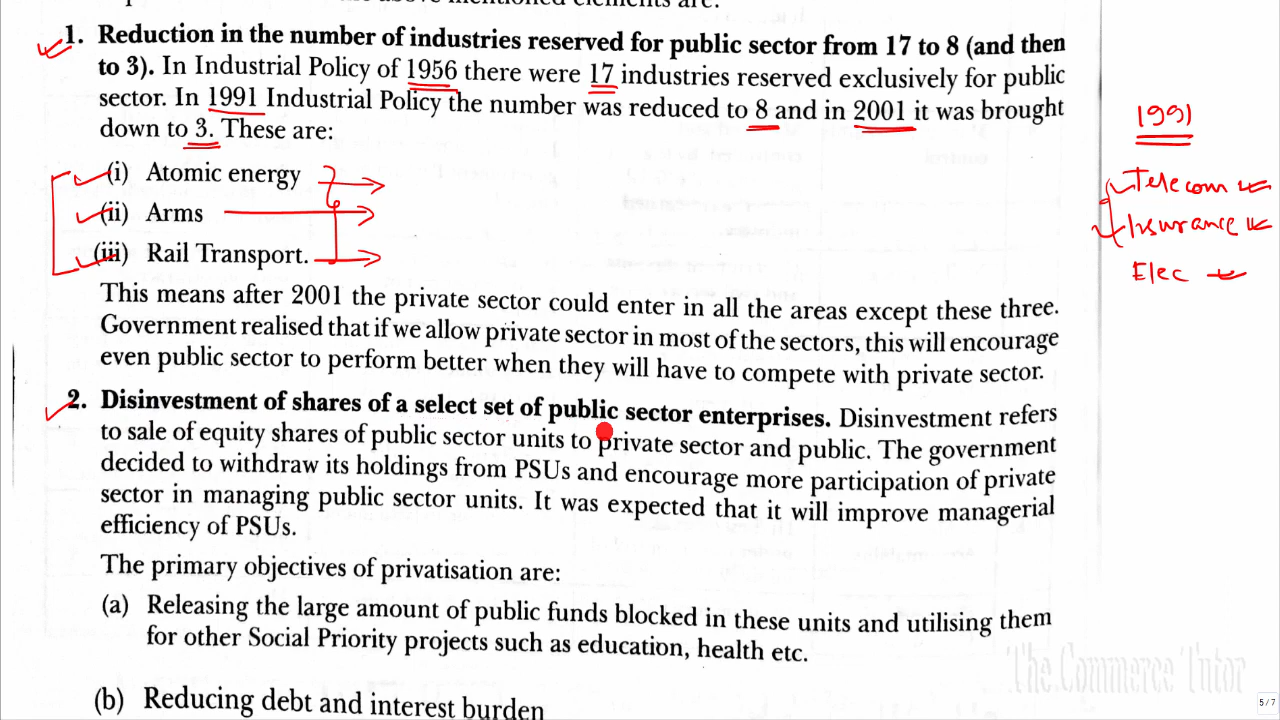 above mentioned elements are:
1. Reduction in the number of industries reserved for public sector from 17 to 8 (and then
to 3). In Industrial Policy of 1956 there were 17 industries reserved exclusively for public
sector. In 1991 Industrial Policy the number was reduced to 8 and in 2001 it was brought
down to 3. These are:
(i) Atomic energy
(ii) Arms
(iii) Rail Transport.
This means after 2001 the private sector could enter in all the areas except these three.
Government realised that if we allow private sector in most of the sectors, this will encourage
even public sector to perform better when they will have to compete with private sector.
2. Disinvestment of shares of a select set of public sector enterprises. Disinvestment refers
to sale of equity shares of public sector units to private sector and public. The government
decided to withdraw its holdings from PSUs and encourage more participation of private
sector in managing public sector units. It was expected that it will improve managerial
efficiency of PSUs.
The primary objectives of privatisation are:
(a) Releasing the large amount of public funds blocked in these units and utilising them
for other Social Priority projects such as education, health etc.
(b) Reducing debt and interest burden
1991
Telecom
Insurance
Elec
The Commerce Tutor
5/7